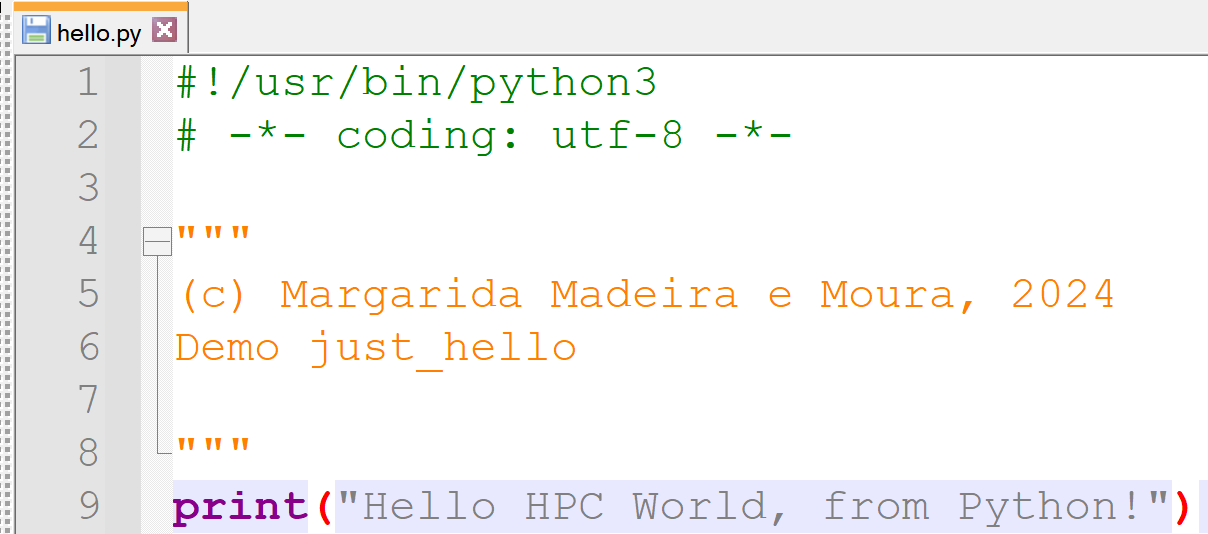 hello.py
1 #!/usr/bin/python3
2 # -*- coding: utf-8 -*-
3
4 """
5 (c) Margarida Madeira e Moura, 2024
6 Demo just_hello
7
8 """
9 print("Hello HPC World, from Python!")